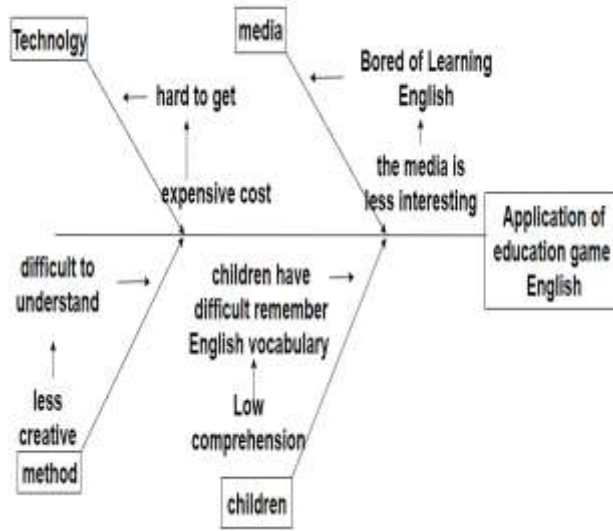 Technolgy
media
hard to get
expensive cost
Bored of Learning
English
the media is
less interesting
Application of
education game
English
difficult to
understand
less
creative
method
children have
difficult remember
English vocabulary
Low
comprehension
children